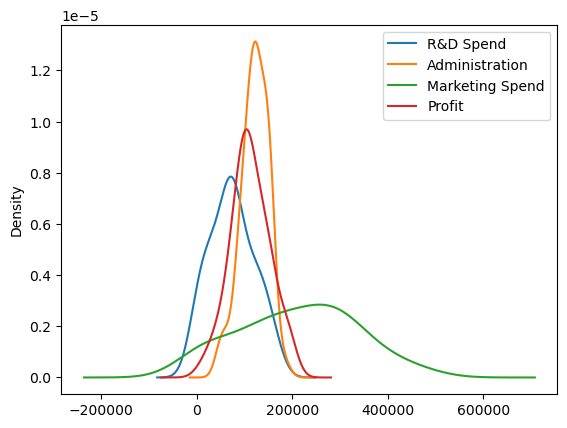 1e−5
R&D Spend
Administration
Marketing Spend
Profit
1.2
1.0
0.8
0.6
0.4
0.2
0.0
Density
−200000 0 200000 400000 600000